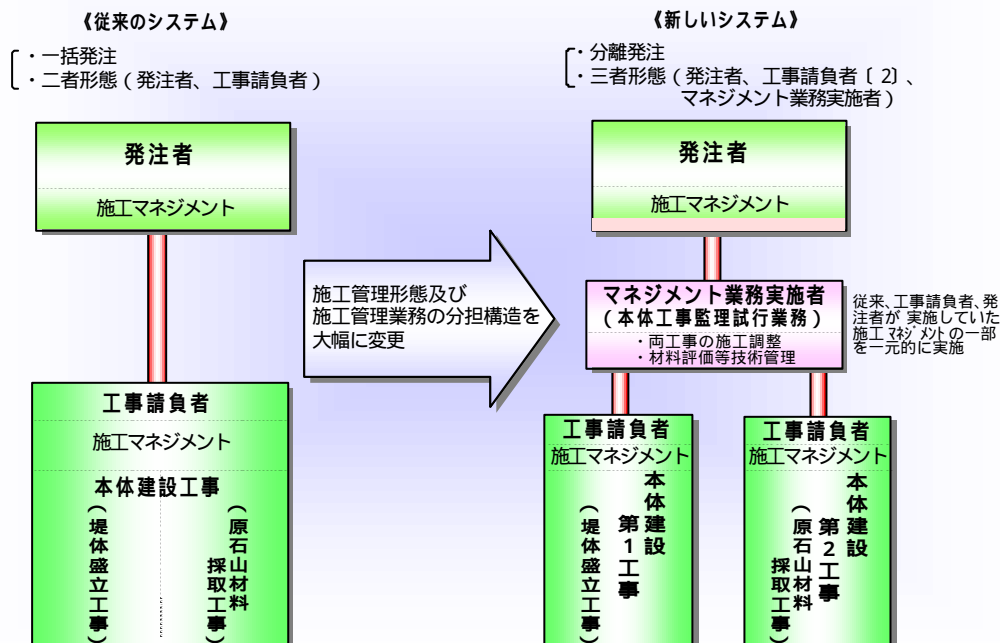 《従来のシステム》
・一括発注
・二者形態(発注者、工事請負者)
発注者
施工マネジメント
工事請負者
施工マネジメント
本体建設工事
(堤体盛立工事)
(原石山材料
採取工事)
施工管理形態及び
施工管理業務の分担構造を
大幅に変更
《新しいシステム》
・分離発注
・三者形態(発注者、工事請負者〔2〕、
マネジメント業務実施者)
発注者
施工マネジメント
マネジメント業務実施者
(本体工事監理試行業務)
・両工事の施工調整
・材料評価等技術管理
従来、工事請負者、発
注者が 実施していた
施工 マネジメントの一部
を一元的に実施
工事請負者
施工マネジメント
本体建設
第1工事
(堤体盛立工事)
工事請負者
施工マネジメント
本体建設
第2工事
(原石山材料
採取工事)